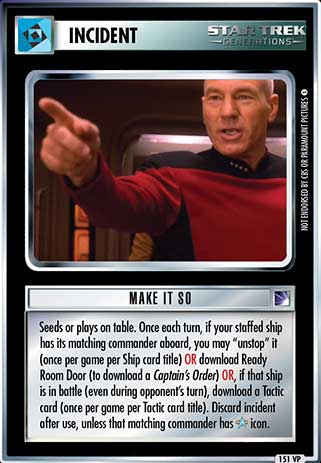 INCIDENT
STAR TREK
GENERATIONS
NOT ENDORSED BY CBS OR PARAMOUNT PICTURES
MAKE IT SO
Seeds or plays on table. Once each turn, if your staffed ship
has its matching commander aboard, you may "unstop" it
(once per game per Ship card title) OR download Ready
Room Door (to download a Captain's Order) OR, if that ship
is in battle (even during opponent's turn), download a Tactic
card (once per game per Tactic card title). Discard incident
after use, unless that matching commander has icon.
151 VP